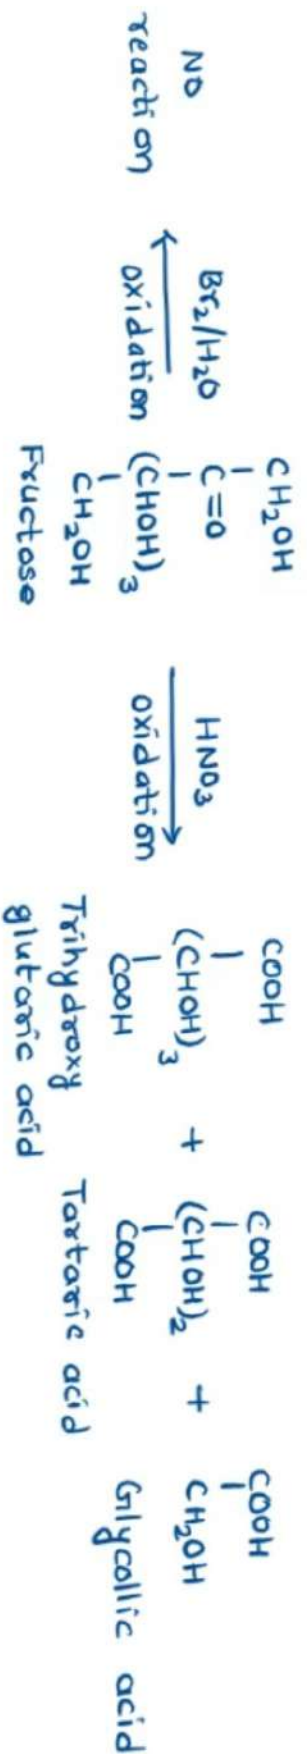 NO
reaction
Br₂/H₂O
oxidation
CH₂OH
C=O
(CHOH)₃
CH₂OH
Fructose
HNO₃
oxidation
COOH
(CHOH)₃
COOH
Trihydroxy
glutaric acid
+
COOH
(CHOH)₂
COOH
Tartaric acid
+
COOH
CH₂OH
Glycollic acid